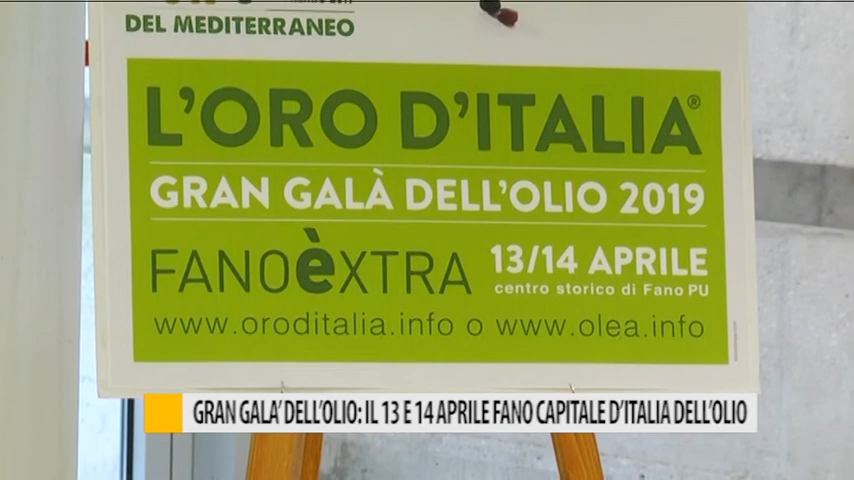 DEL MEDITERRANEO
L'ORO D'ITALIA®
GRAN GALÀ DELL'OLIO 2019
FANOèXTRA
13/14 APRILE
centro storico di Fano PU
www.oroditalia.info o www.olea.info
GRAN GALA' DELL'OLIO: IL 13 E 14 APRILE FANO CAPITALE D'ITALIA DELL'OLIO